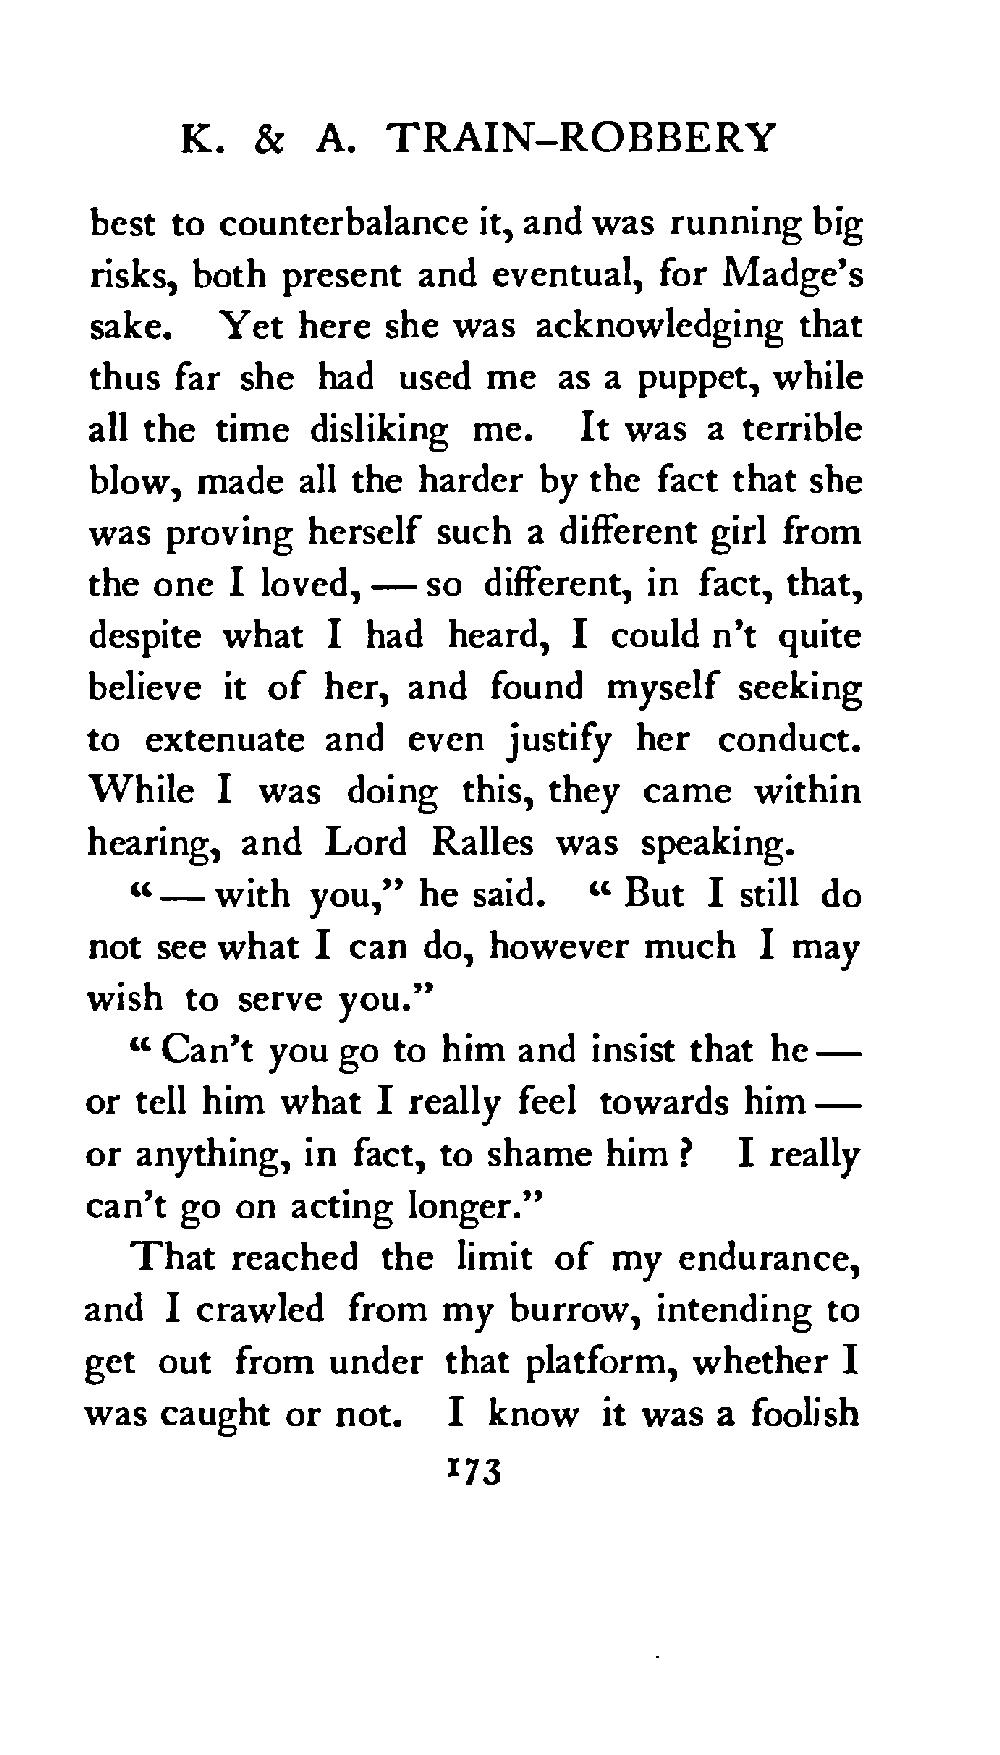 K. & A. TRAIN-ROBBERY
best to counterbalance it, and was running big
risks, both present and eventual, for Madge's
sake. Yet here she was acknowledging that
thus far she had used me as a puppet, while
all the time disliking me. It was a terrible
blow, made all the harder by the fact that she
was proving herself such a different girl from
the one I loved, — so different, in fact, that,
despite what I had heard, I could n't quite
believe it of her, and found myself seeking
to extenuate and even justify her conduct.
While I was doing this, they came within
hearing, and Lord Ralles was speaking.
“— with you,” he said. “ But I still do
not see what I can do, however much I may
wish to serve you.”
“ Can't you go to him and insist that he —
or tell him what I really feel towards him —
or anything, in fact, to shame him ? I really
can't go on acting longer.”
That reached the limit of my endurance,
and I crawled from my burrow, intending to
get out from under that platform, whether I
was caught or not. I know it was a foolish
173